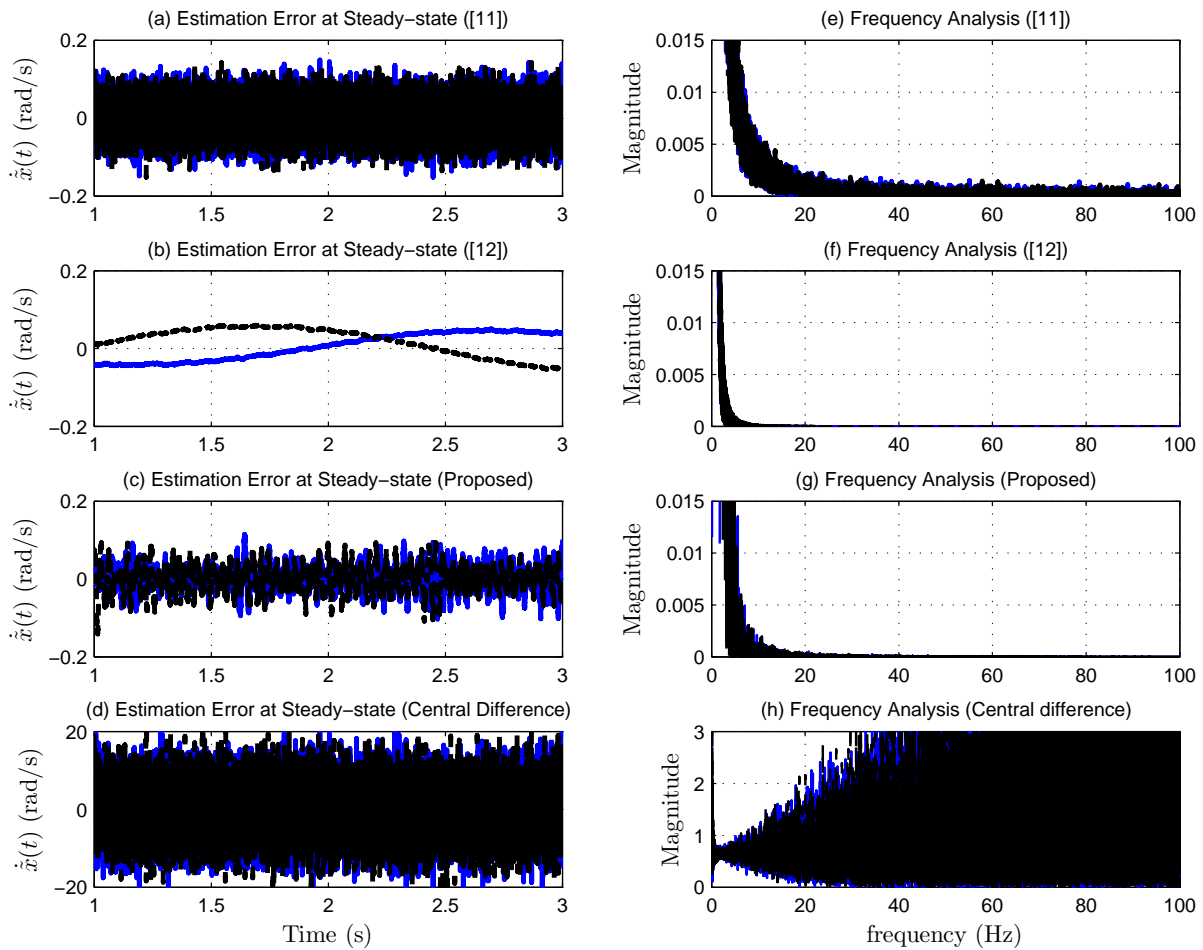 (a) Estimation Error at Steady−state ([11])
0.2
0
−0.2
1 1.5 2 2.5 3
x̃̇(t) (rad/s)
(e) Frequency Analysis ([11])
0.015
0.01
0.005
0
0 20 40 60 80 100
Magnitude
(b) Estimation Error at Steady−state ([12])
0.2
0
−0.2
1 1.5 2 2.5 3
x̃̇(t) (rad/s)
(f) Frequency Analysis ([12])
0.015
0.01
0.005
0
0 20 40 60 80 100
Magnitude
(c) Estimation Error at Steady−state (Proposed)
0.2
0
−0.2
1 1.5 2 2.5 3
x̃̇(t) (rad/s)
(g) Frequency Analysis (Proposed)
0.015
0.01
0.005
0
0 20 40 60 80 100
Magnitude
(d) Estimation Error at Steady−state (Central Difference)
20
0
−20
1 1.5 2 2.5 3
x̃̇(t) (rad/s)
Time (s)
(h) Frequency Analysis (Central difference)
3
2
1
0
0 20 40 60 80 100
Magnitude
frequency (Hz)